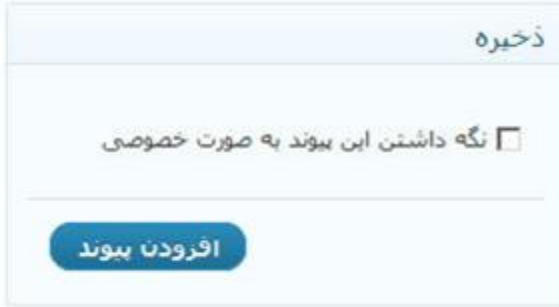 ذخیره
نگه داشتن این پیوند به صورت خصوصی
افزودن پیوند